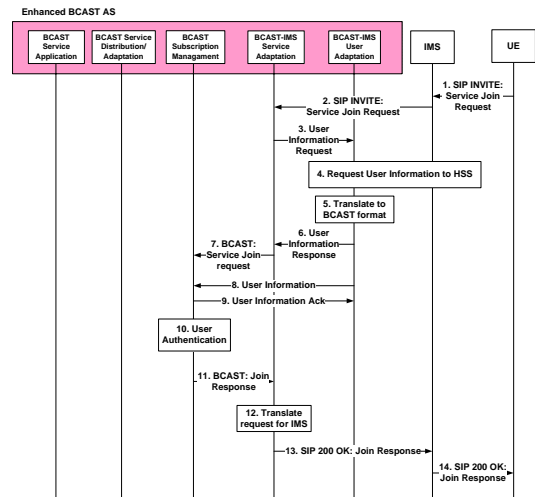 Enhanced BCAST AS
BCAST
Service
Application
BCAST Service
Distribution/
Adaptation
BCAST
Subscription
Managament
BCAST-IMS
Service
Adaptation
BCAST-IMS
User
Adaptation
IMS
UE
1. SIP INVITE:
Service Join
Request
2. SIP INVITE:
Service Join Request
3. User
Information
Request
4. Request User Information to HSS
5. Translate to
BCAST format
6. User
Information
Response
7. BCAST:
Service Join
request
8. User Information
9. User Information Ack
10. User
Authentication
11. BCAST: Join
Response
12. Translate
request for IMS
13. SIP 200 OK: Join Response
14. SIP 200 OK:
Join Response